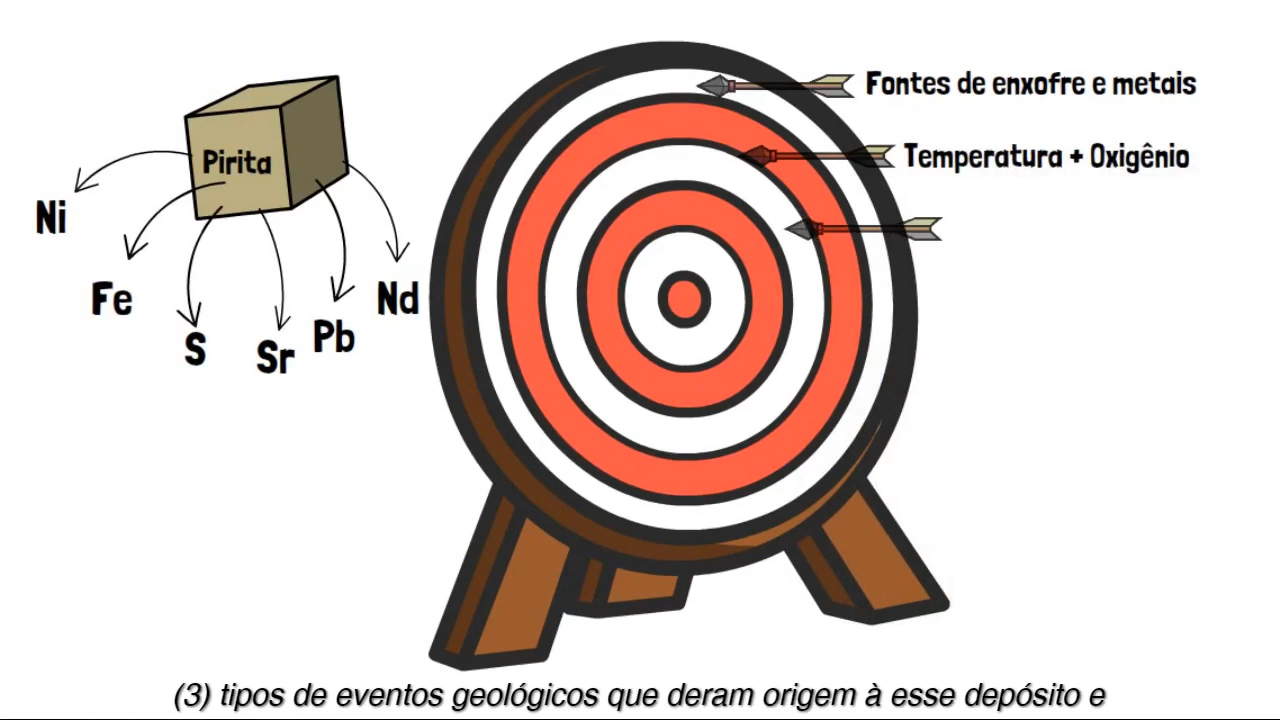 Fontes de enxofre e metais
Temperatura + Oxigênio
Pirita
Ni
Fe
S
Sr
Pb
Nd
(3) tipos de eventos geológicos que deram origem à esse depósito e